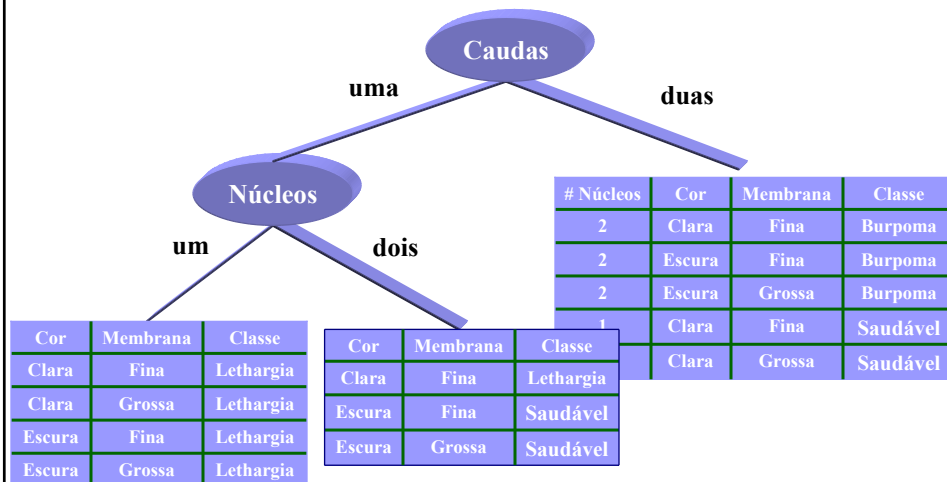 Caudas
uma
duas
Núcleos
um
dois
# Núcleos Cor Membrana Classe
2 Clara Fina Burpoma
2 Escura Fina Burpoma
2 Escura Grossa Burpoma
1 Clara Fina Saudável
Clara Grossa Saudável
Cor Membrana Classe
Clara Fina Lethargia
Clara Grossa Lethargia
Escura Fina Lethargia
Escura Grossa Lethargia
Cor Membrana Classe
Clara Fina Lethargia
Escura Fina Saudável
Escura Grossa Saudável